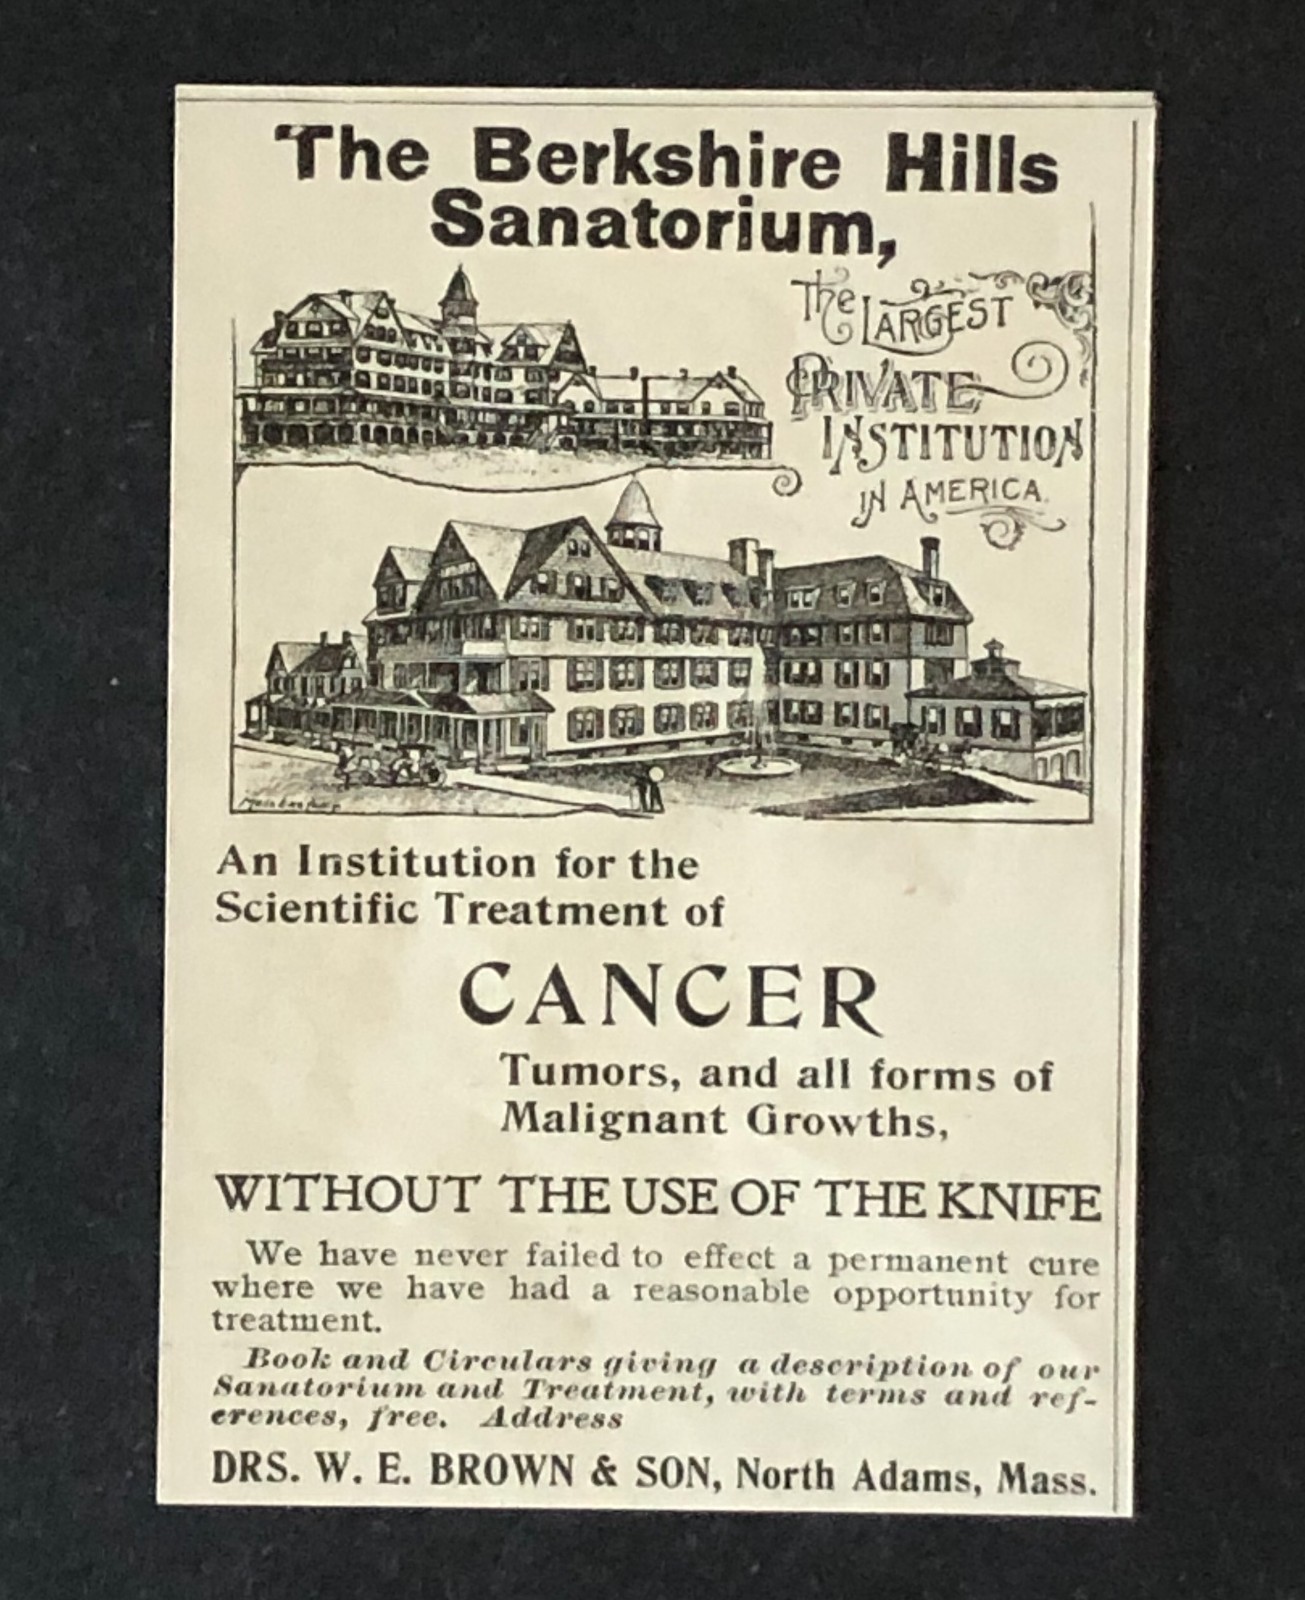 The Berkshire Hills
Sanatorium,
The LARGEST
PRIVATE
INSTITUTION
IN AMERICA.
An Institution for the
Scientific Treatment of
CANCER
Tumors, and all forms of
Malignant Growths,
WITHOUT THE USE OF THE KNIFE
We have never failed to effect a permanent cure
where we have had a reasonable opportunity for
treatment.
Book and Circulars giving a description of our
Sanatorium and Treatment, with terms and ref-
erences, free. Address
DRS. W. E. BROWN & SON, North Adams, Mass.